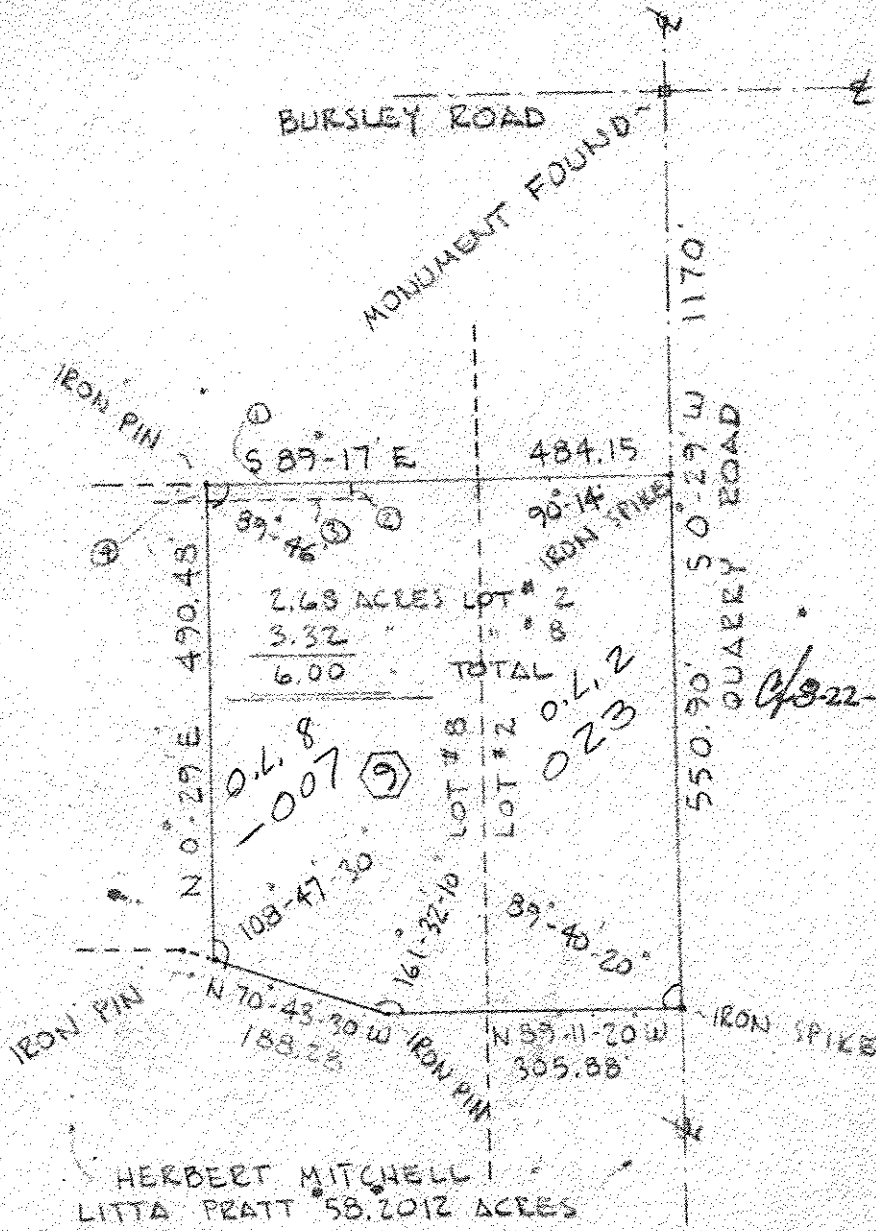 BURSLEY ROAD
MONUMENT FOUND
1170'
IRON PIN
①
S 89°-17' E
484.15
S 0°-29' W
QUARRY ROAD
④
89°-46'
③
②
90°-14'
IRON SPIKE
490.48
2.68 ACRES LOT # 2
3.32 " " # 8
6.00 " TOTAL
N 0°-29' E
O.L. 8
-007
9
LOT # 8
LOT # 2
O.L. 2
023
550.90'
108°-47'-30"
161°-32'-10"
89°-40'-20"
IRON PIN
N 70°-43'-30" W
188.28
IRON PIN
N 89°-11'-20" W
305.88'
IRON SPIKE
HERBERT MITCHELL
LITTA PRATT 58.2012 ACRES